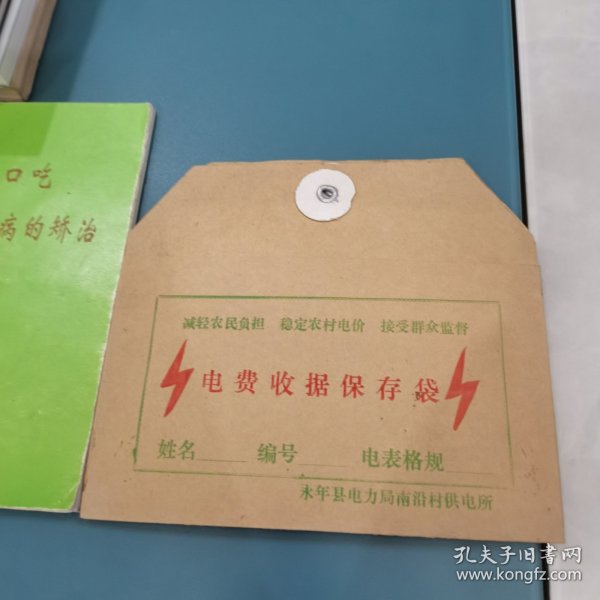 口吃
病的矫治
减轻农民负担 稳定农村电价 接受群众监督
电费收据保存袋
姓名 编号 电表格规
永年县电力局南沿村供电所
孔夫子旧书网
www.kongfz.com